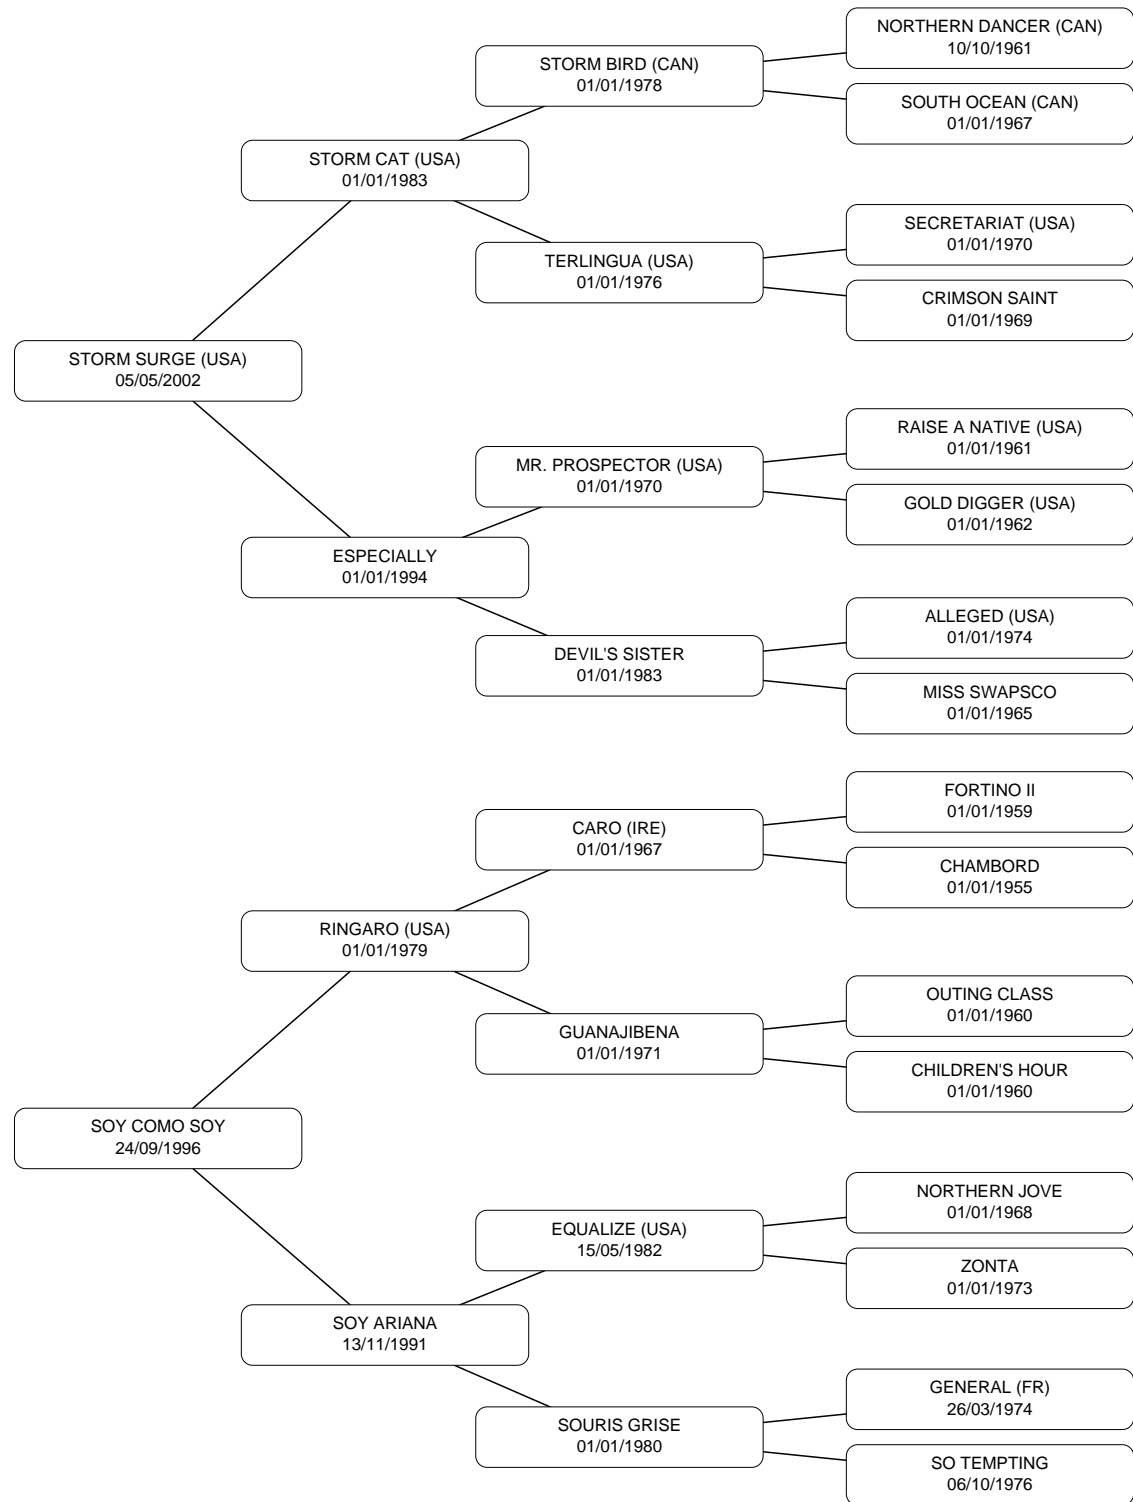 NORTHERN DANCER (CAN)
10/10/1961
STORM BIRD (CAN)
01/01/1978
SOUTH OCEAN (CAN)
01/01/1967
STORM CAT (USA)
01/01/1983
SECRETARIAT (USA)
01/01/1970
TERLINGUA (USA)
01/01/1976
CRIMSON SAINT
01/01/1969
STORM SURGE (USA)
05/05/2002
RAISE A NATIVE (USA)
01/01/1961
MR. PROSPECTOR (USA)
01/01/1970
GOLD DIGGER (USA)
01/01/1962
ESPECIALLY
01/01/1994
ALLEGED (USA)
01/01/1974
DEVIL'S SISTER
01/01/1983
MISS SWAPSCO
01/01/1965
FORTINO II
01/01/1959
CARO (IRE)
01/01/1967
CHAMBORD
01/01/1955
RINGARO (USA)
01/01/1979
OUTING CLASS
01/01/1960
GUANAJIBENA
01/01/1971
CHILDREN'S HOUR
01/01/1960
SOY COMO SOY
24/09/1996
NORTHERN JOVE
01/01/1968
EQUALIZE (USA)
15/05/1982
ZONTA
01/01/1973
SOY ARIANA
13/11/1991
GENERAL (FR)
26/03/1974
SOURIS GRISE
01/01/1980
SO TEMPTING
06/10/1976